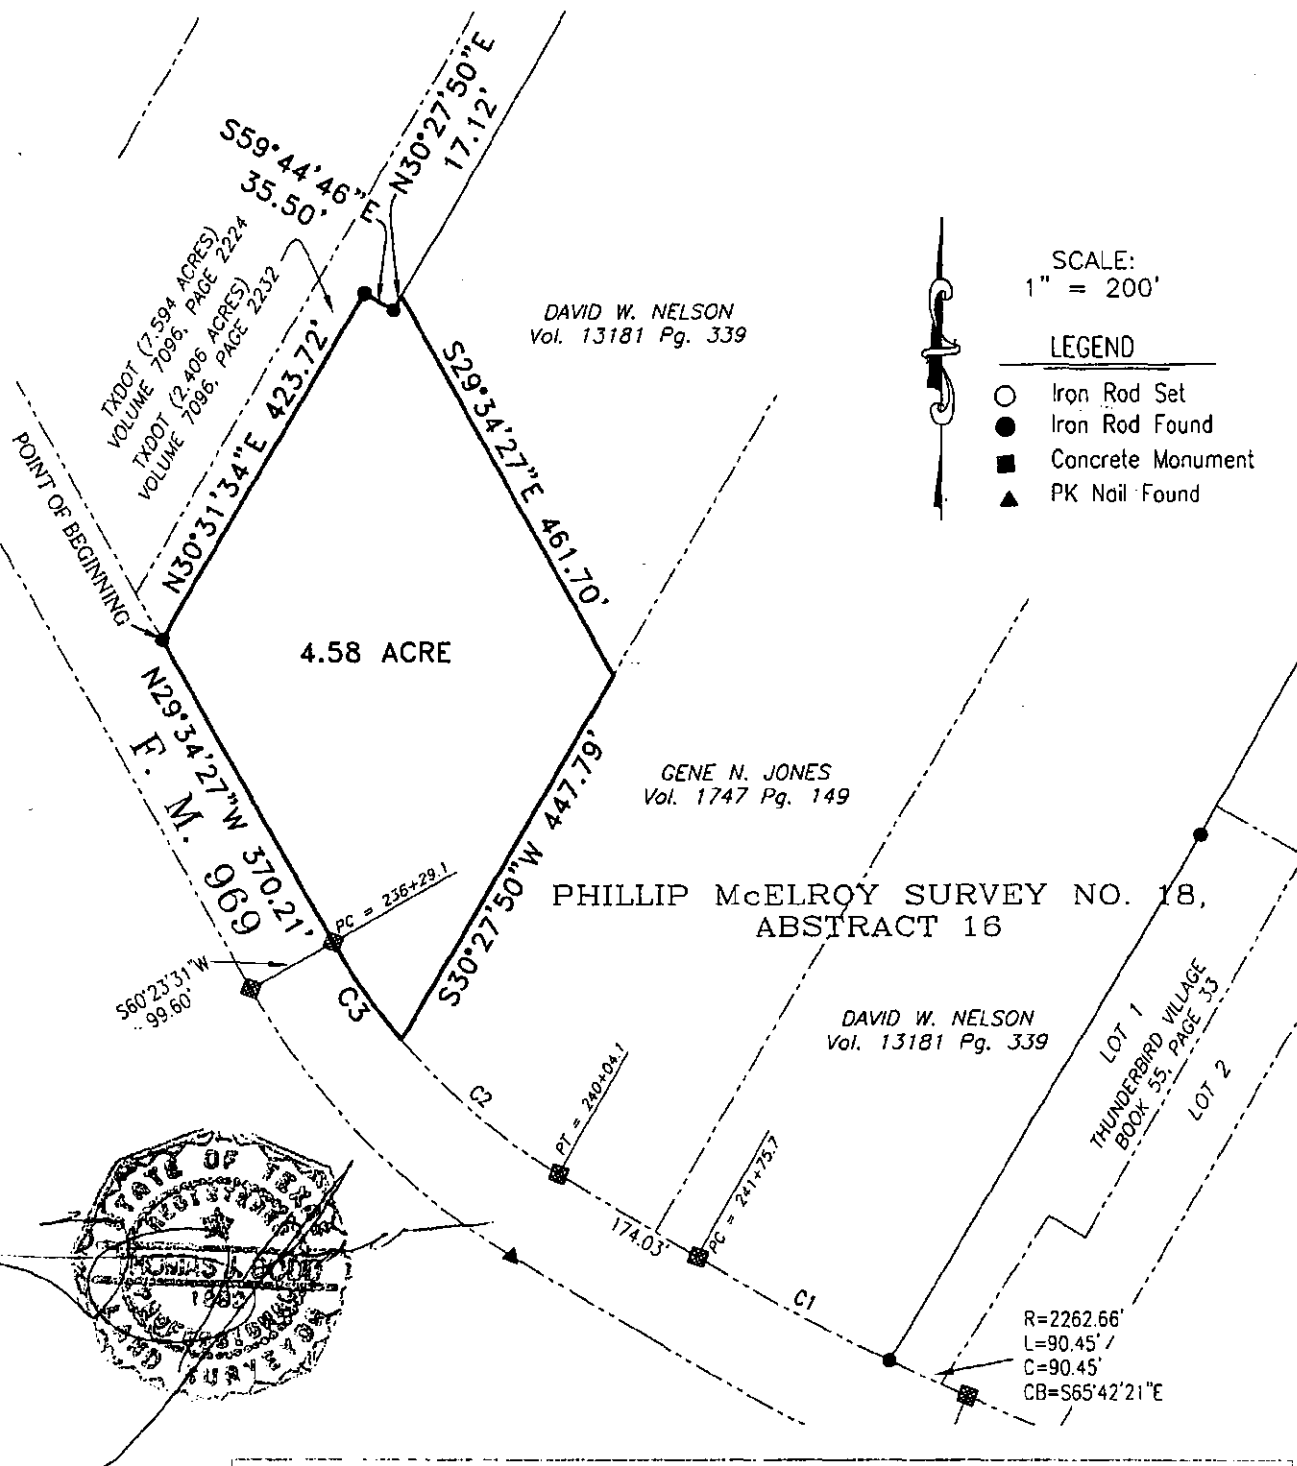 S59°44'46"E
35.50'
N30°27'50"E
17.12'
TXDOT (7.594 ACRES)
VOLUME 7096, PAGE 2224
TXDOT (2.406 ACRES)
VOLUME 7096, PAGE 2232
N30°31'34"E 423.72'
POINT OF BEGINNING
DAVID W. NELSON
Vol. 13181 Pg. 339
S29°34'27"E 461.70'
SCALE:
1" = 200'
LEGEND
Iron Rod Set
Iron Rod Found
Concrete Monument
PK Nail Found
4.58 ACRE
N29°34'27"W 370.21'
F. M. 969
GENE N. JONES
Vol. 1747 Pg. 149
S30°27'50"W 447.79'
PC = 236+29.1
PHILLIP McELROY SURVEY NO. 18,
ABSTRACT 16
S60°23'31"W
99.60'
C3
DAVID W. NELSON
Vol. 13181 Pg. 339
LOT 1
THUNDERBIRD VILLAGE
BOOK 55, PAGE 33
LOT 2
C2
PT = 240+04.1
PC = 241+75.7
174.03'
C1
R=2262.66'
L=90.45'
C=90.45'
CB=S65°42'21"E
STATE OF TEXAS
REGISTERED
THOMAS